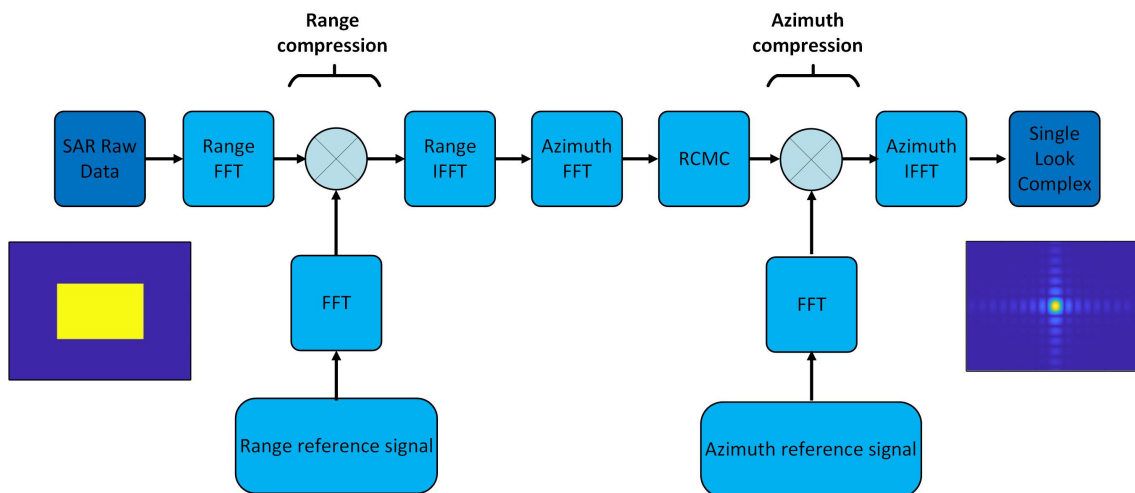 Range
compression
Azimuth
compression
SAR Raw
Data
Range
FFT
Range
IFFT
Azimuth
FFT
RCMC
Azimuth
IFFT
Single
Look
Complex
FFT
FFT
Range reference signal
Azimuth reference signal